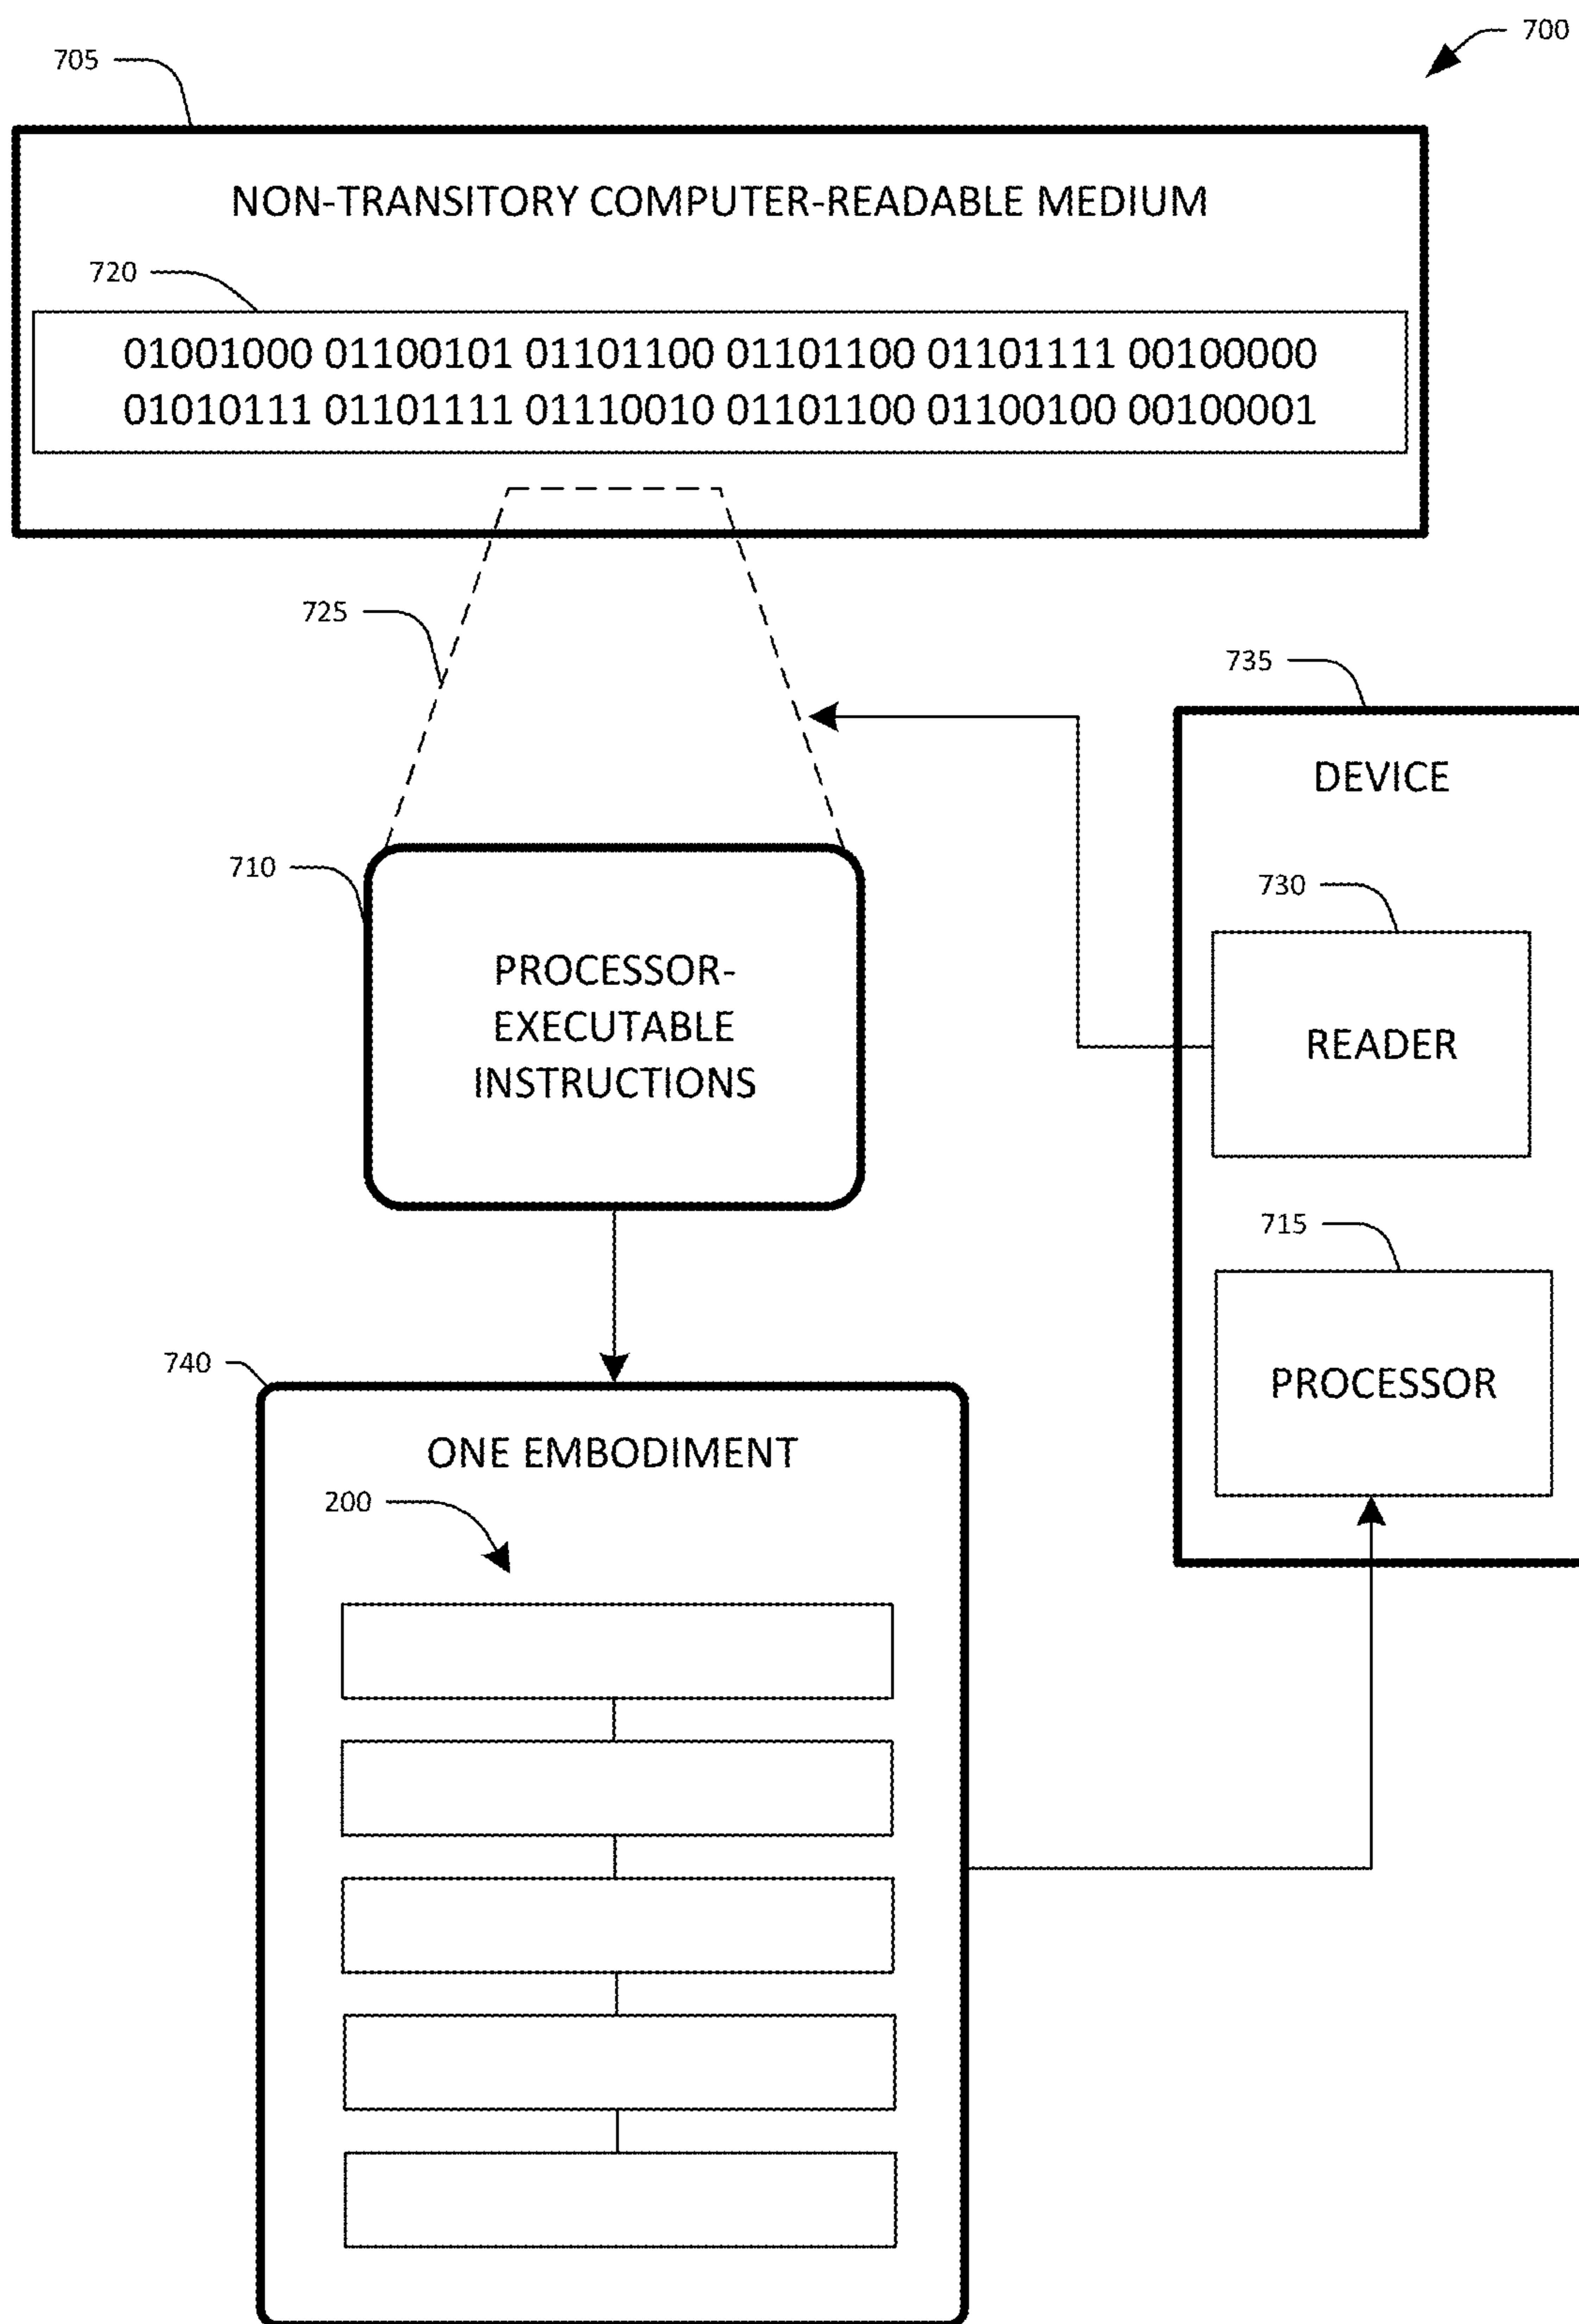 700
705
NON-TRANSITORY COMPUTER-READABLE MEDIUM
720
01001000 01100101 01101100 01101100 01101111 00100000
01010111 01101111 01110010 01101100 01100100 00100001
725
735
DEVICE
730
READER
710
PROCESSOR-
EXECUTABLE
INSTRUCTIONS
715
PROCESSOR
740
ONE EMBODIMENT
200